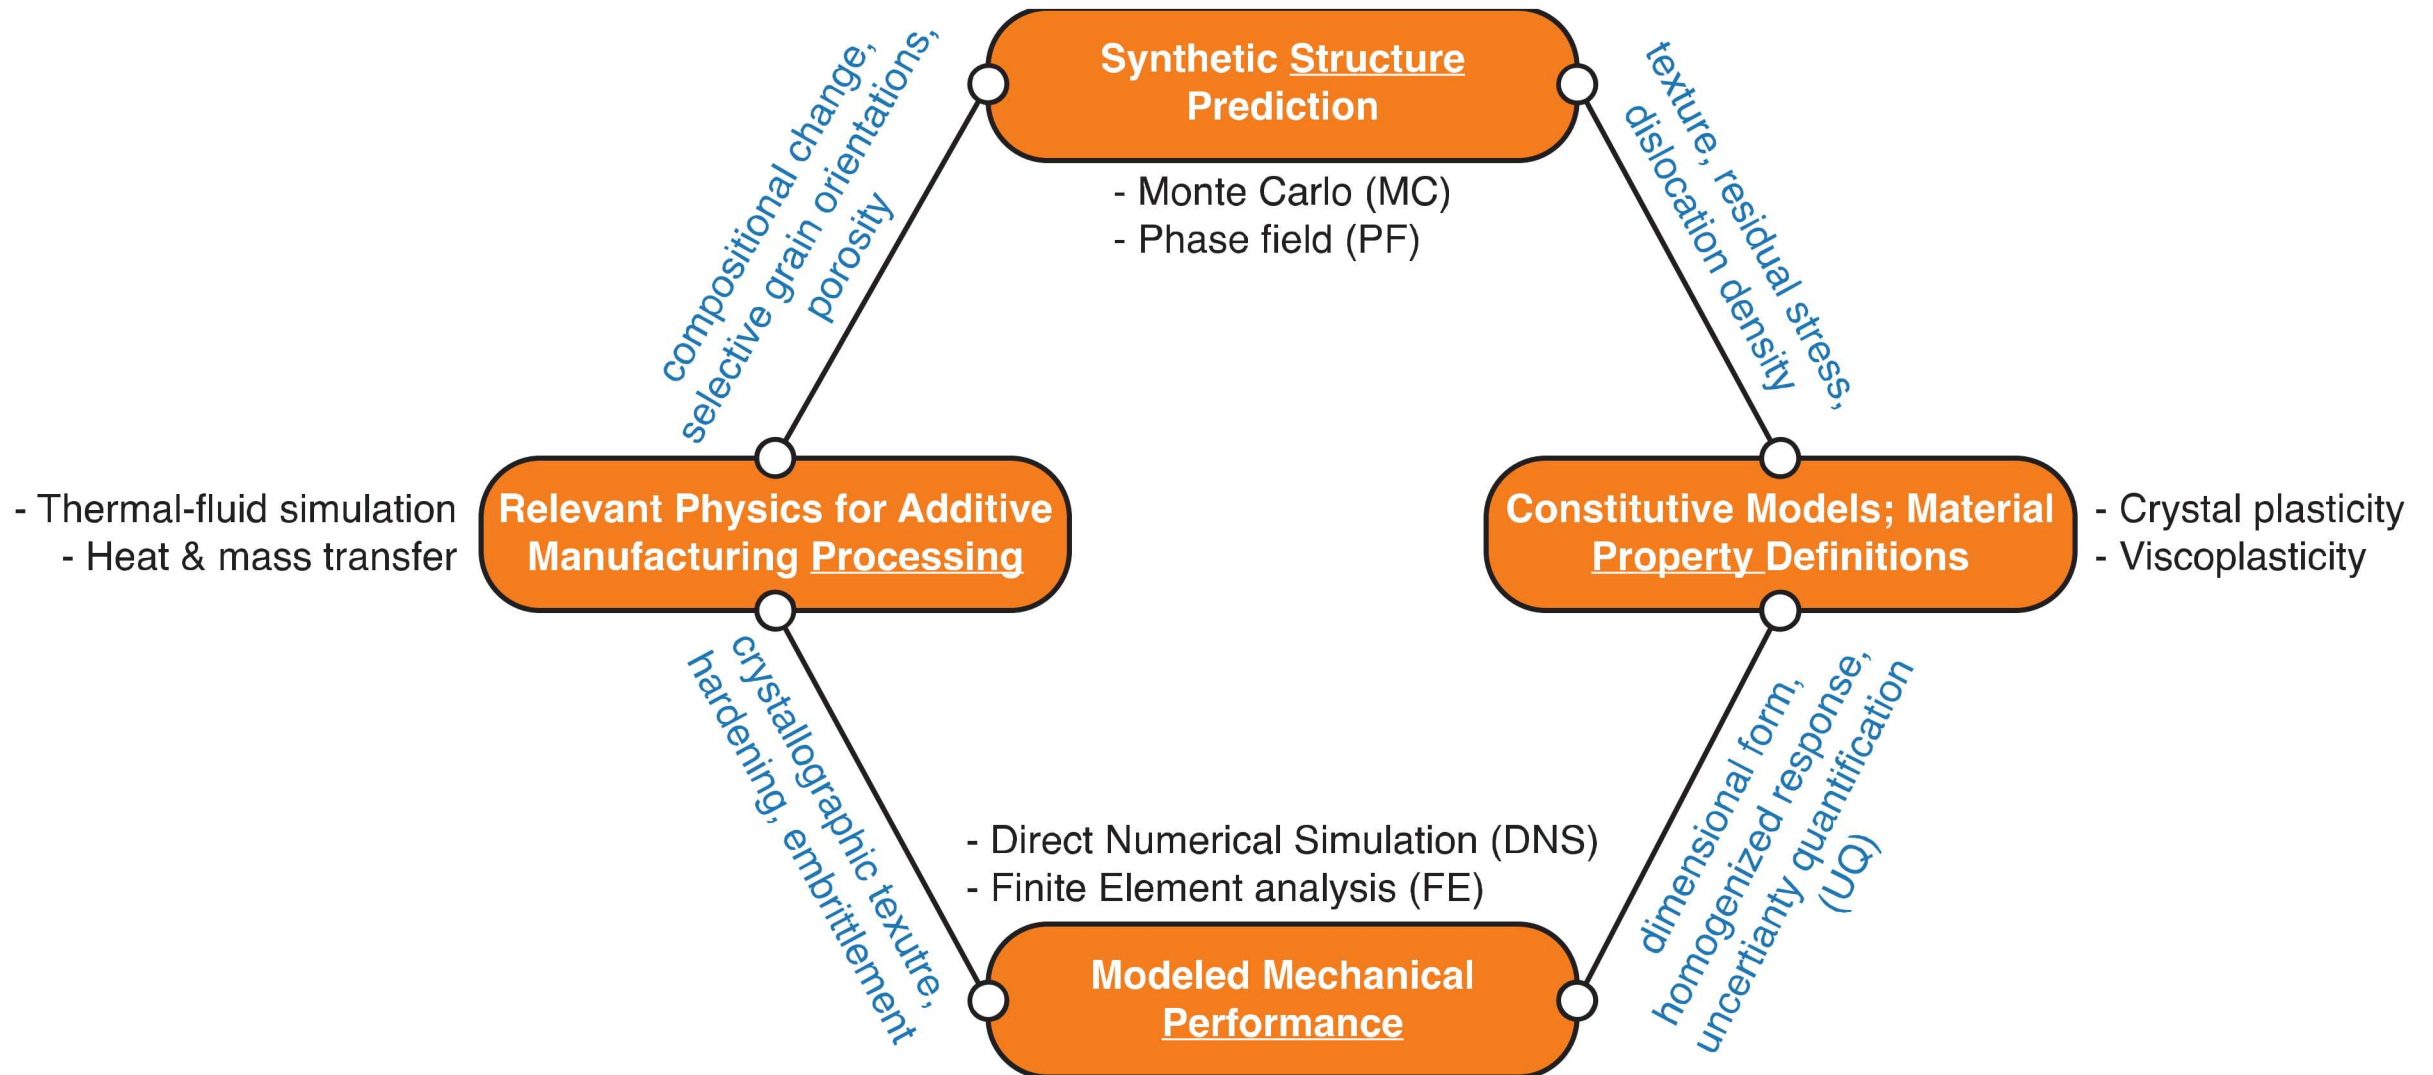 Synthetic Structure
Prediction
- Monte Carlo (MC)
- Phase field (PF)
compositional change,
selective grain orientations,
porosity
texture, residual stress,
dislocation density
- Thermal-fluid simulation
- Heat & mass transfer
Relevant Physics for Additive
Manufacturing Processing
Constitutive Models; Material
Property Definitions
- Crystal plasticity
- Viscoplasticity
crystallographic texutre,
hardening, embrittlement
dimensional form,
homogenized response,
uncertianty quantification
(UQ)
- Direct Numerical Simulation (DNS)
- Finite Element analysis (FE)
Modeled Mechanical
Performance